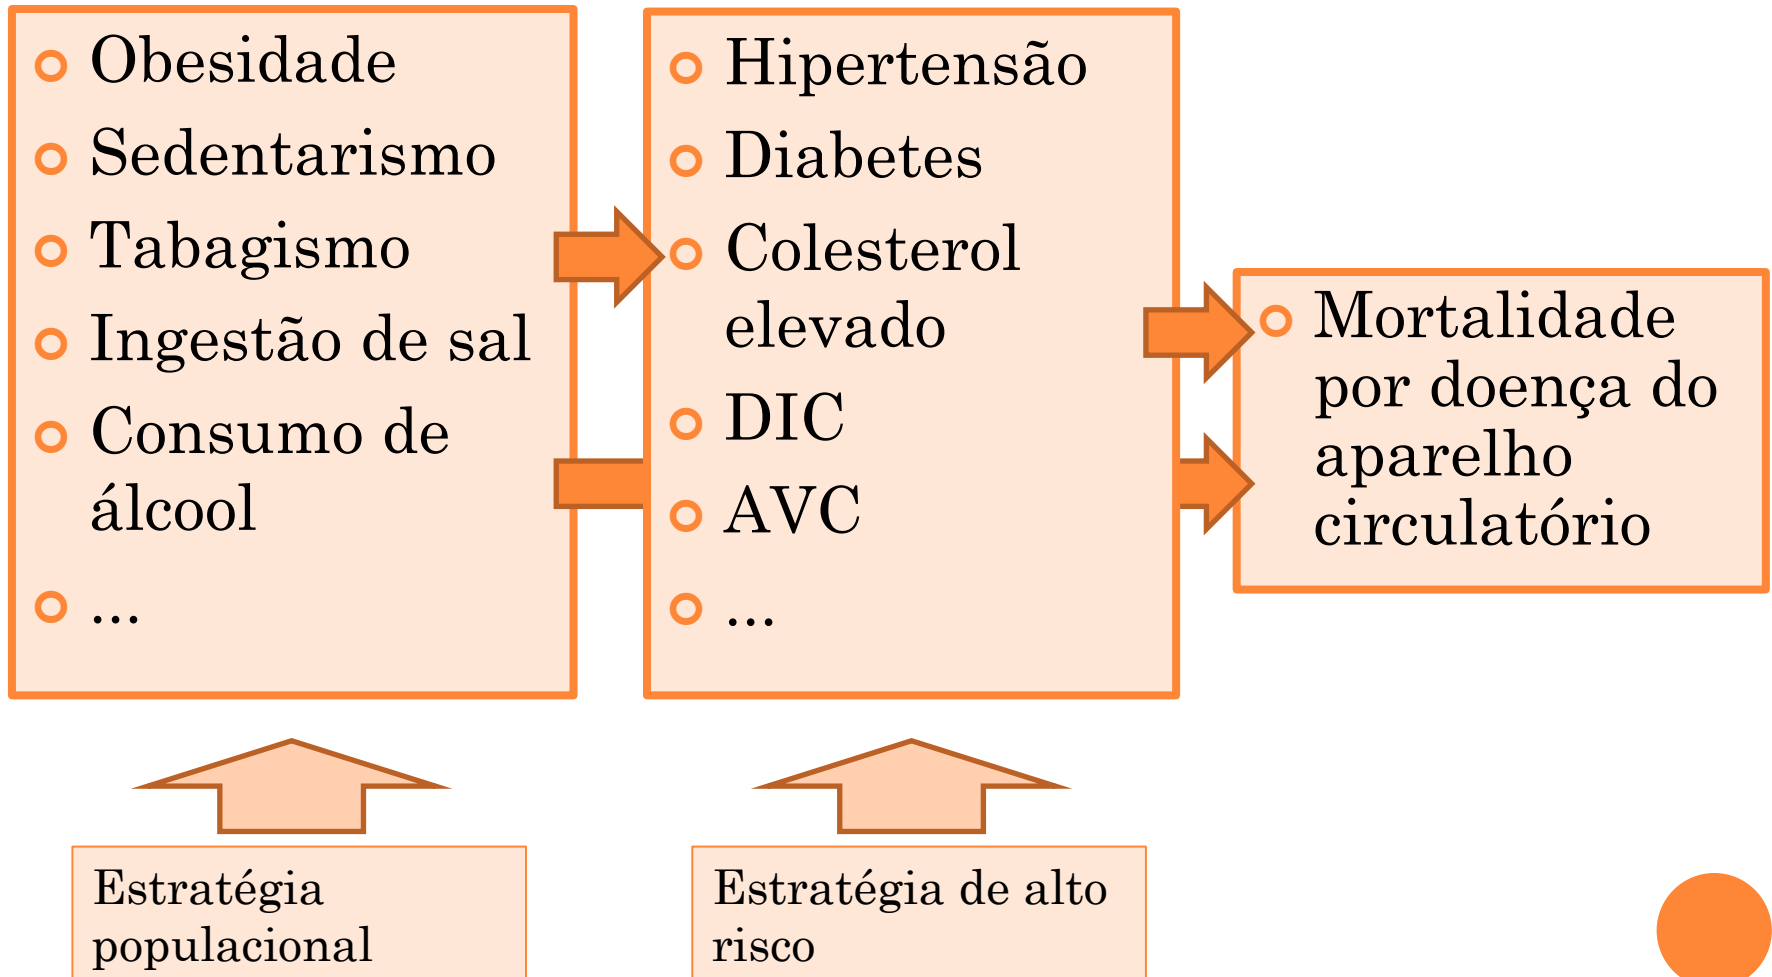 Obesidade
Sedentarismo
Tabagismo
Ingestão de sal
Consumo de
álcool
...
Hipertensão
Diabetes
Colesterol
elevado
DIC
AVC
...
Mortalidade
por doença do
aparelho
circulatório
Estratégia
populacional
Estratégia de alto
risco